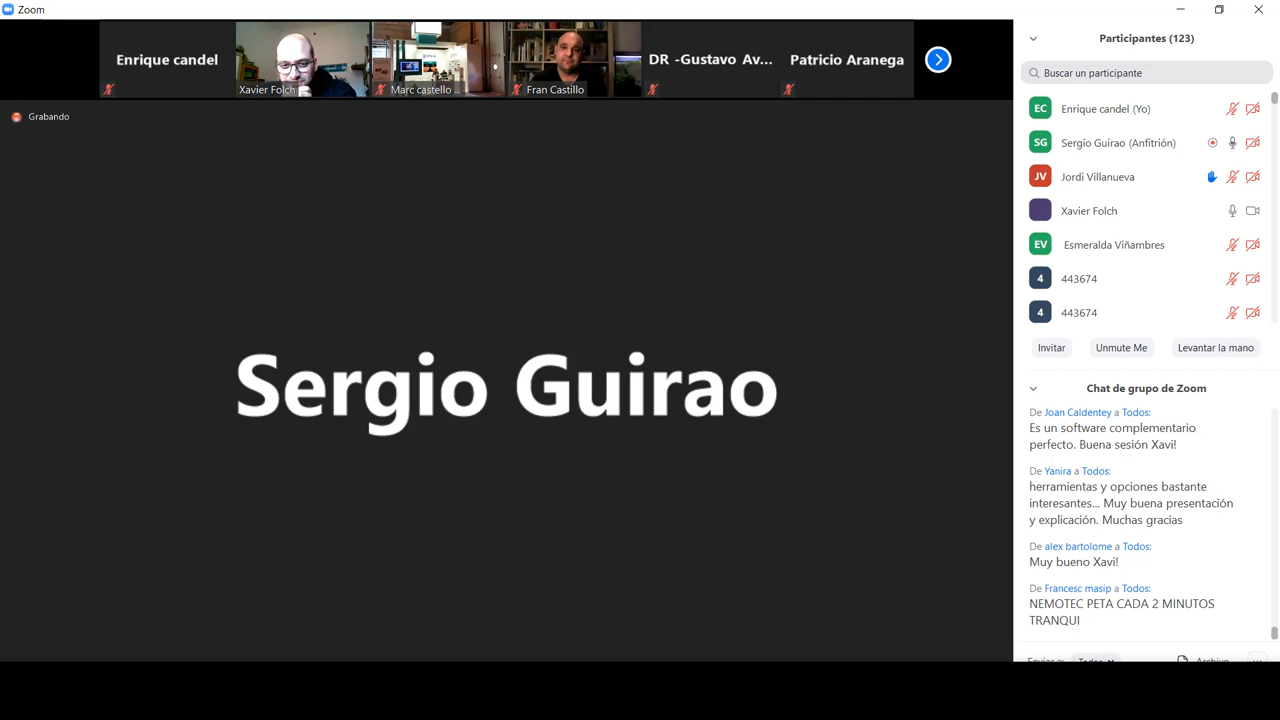 Zoom
Enrique candel
Xavier Folch
Marc castello ...
Fran Castillo
DR -Gustavo Av...
Patricio Aranega
Grabando
Sergio Guirao
Participantes (123)
Buscar un participante
EC Enrique candel (Yo)
SG Sergio Guirao (Anfitrión)
JV Jordi Villanueva
Xavier Folch
EV Esmeralda Viñambres
4 443674
4 443674
Invitar Unmute Me Levantar la mano
Chat de grupo de Zoom
De Joan Caldentey a Todos:
Es un software complementario
perfecto. Buena sesión Xavi!
De Yanira a Todos:
herramientas y opciones bastante
interesantes... Muy buena presentación
y explicación. Muchas gracias
De alex bartolome a Todos:
Muy bueno Xavi!
De Francesc masip a Todos:
NEMOTEC PETA CADA 2 MINUTOS
TRANQUI
Enviar a: Todos Archivo ...